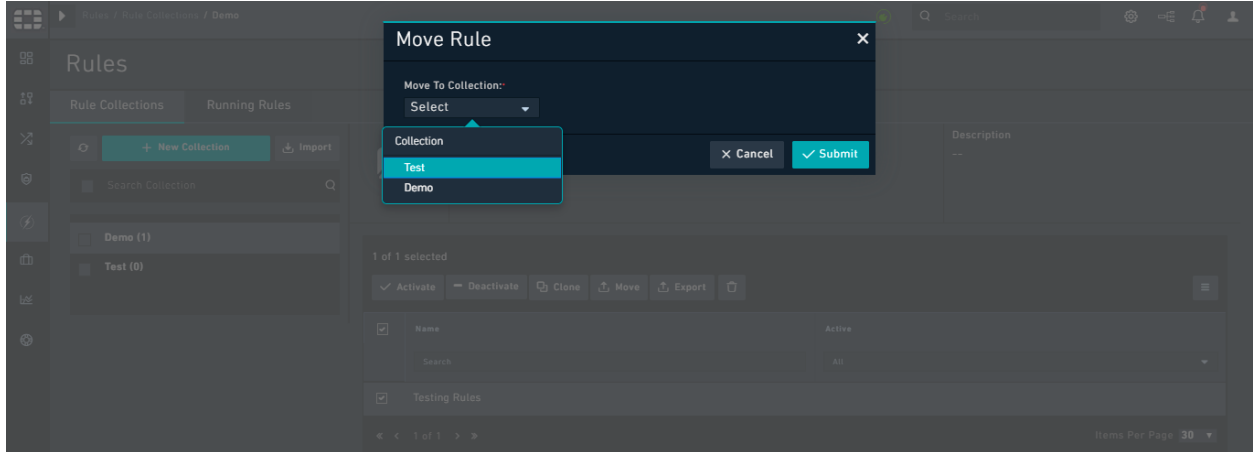 Rules / Rule Collections / Demo
Search
Move Rule
Rules
Move To Collection:*
Select
Rule Collections
Running Rules
Collection
Test
Demo
+ New Collection
Import
Cancel
Submit
Description
--
Search Collection
Demo (1)
Test (0)
1 of 1 selected
Activate
Deactivate
Clone
Move
Export
Name
Active
Search
All
Testing Rules
1 of 1
Items Per Page 30